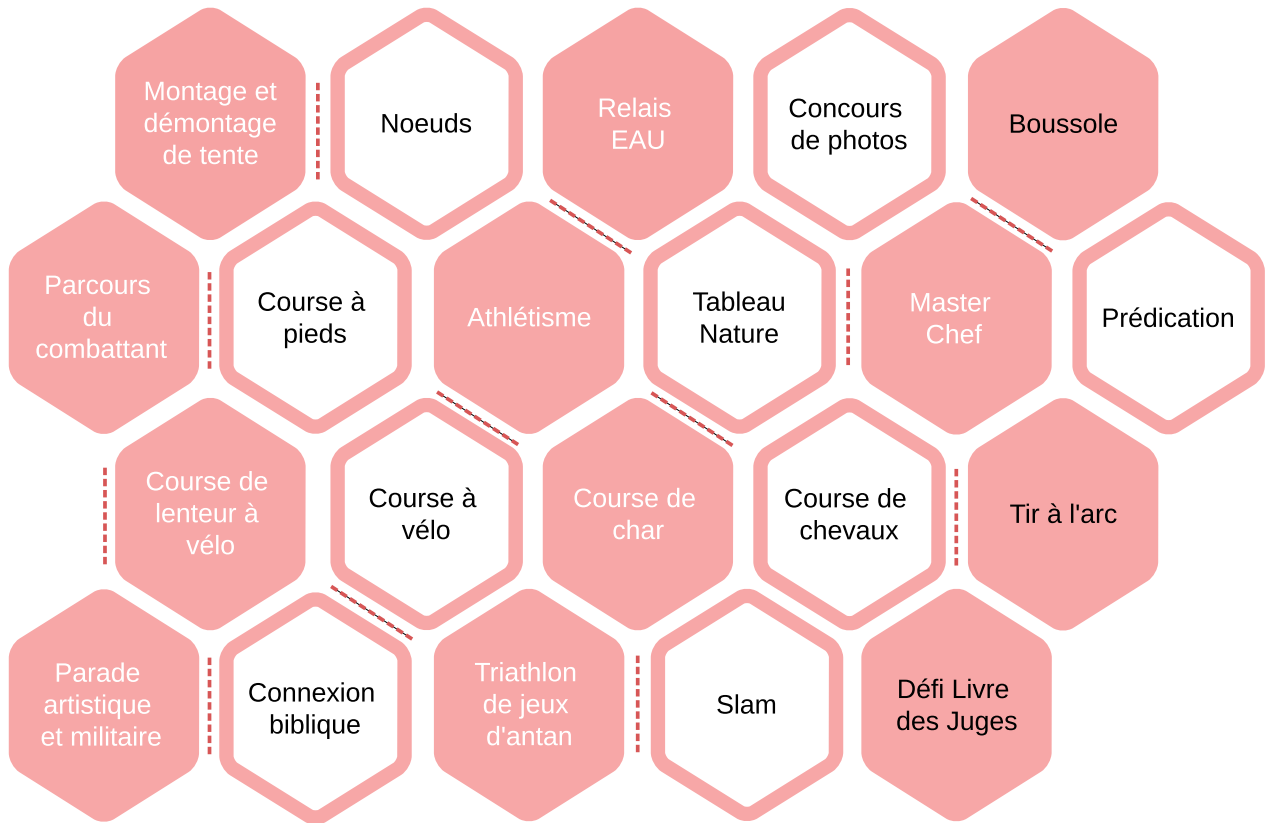 Montage et
démontage
de tente
Noeuds
Relais
EAU
Concours
de photos
Boussole
Parcours
du
combattant
Course à
pieds
Athlétisme
Tableau
Nature
Master
Chef
Prédication
Course de
lenteur à
vélo
Course à
vélo
Course de
char
Course de
chevaux
Tir à l'arc
Parade
artistique
et militaire
Connexion
biblique
Triathlon
de jeux
d'antan
Slam
Défi Livre
des Juges